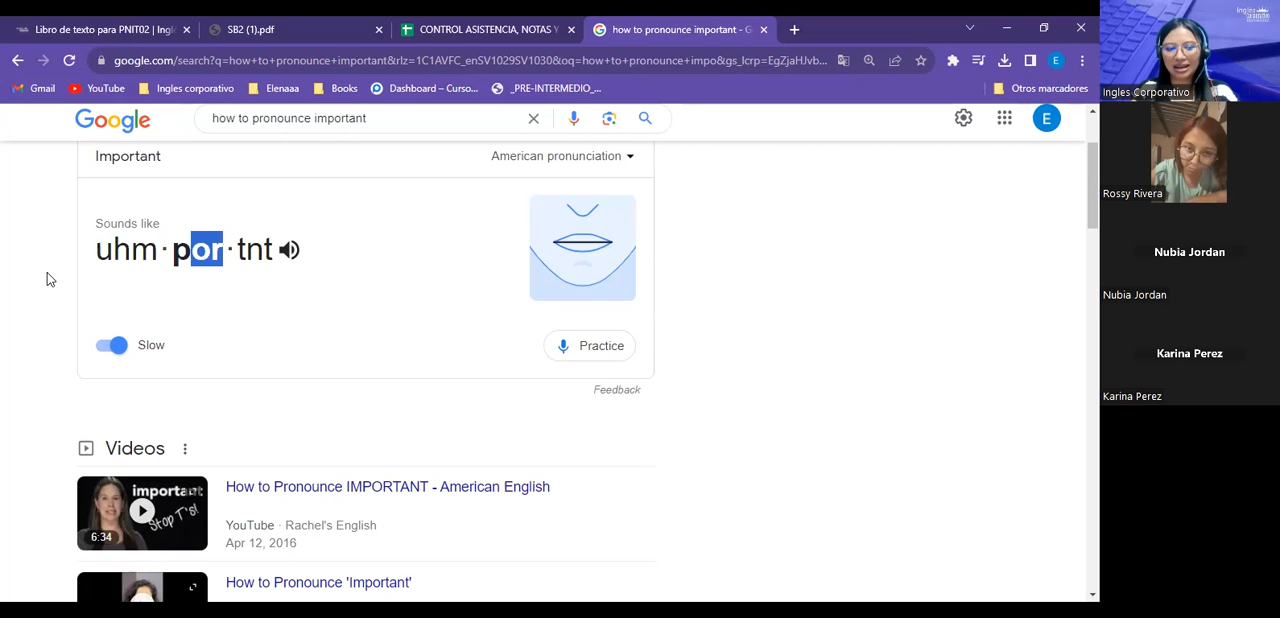 Libro de texto para PNIT02 | Ingl
SB2 (1).pdf
CONTROL ASISTENCIA, NOTAS Y
how to pronounce important - G
google.com/search?q=how+to+pronounce+important&rlz=1C1AVFC_enSV1029SV1030&oq=how+to+pronounce+impo&gs_lcrp=EgZjaHJvb...
E
Gmail
YouTube
Ingles corporativo
Elenaaa
Books
Dashboard – Curso...
_PRE-INTERMEDIO_...
Otros marcadores
Google
how to pronounce important
E
Important
American pronunciation
Sounds like
uhm · por · tnt
Slow
Practice
Feedback
Videos
important
Stop T's!
6:34
How to Pronounce IMPORTANT - American English
YouTube · Rachel's English
Apr 12, 2016
How to Pronounce 'Important'
Ingles Corporativo
Rossy Rivera
Nubia Jordan
Nubia Jordan
Karina Perez
Karina Perez